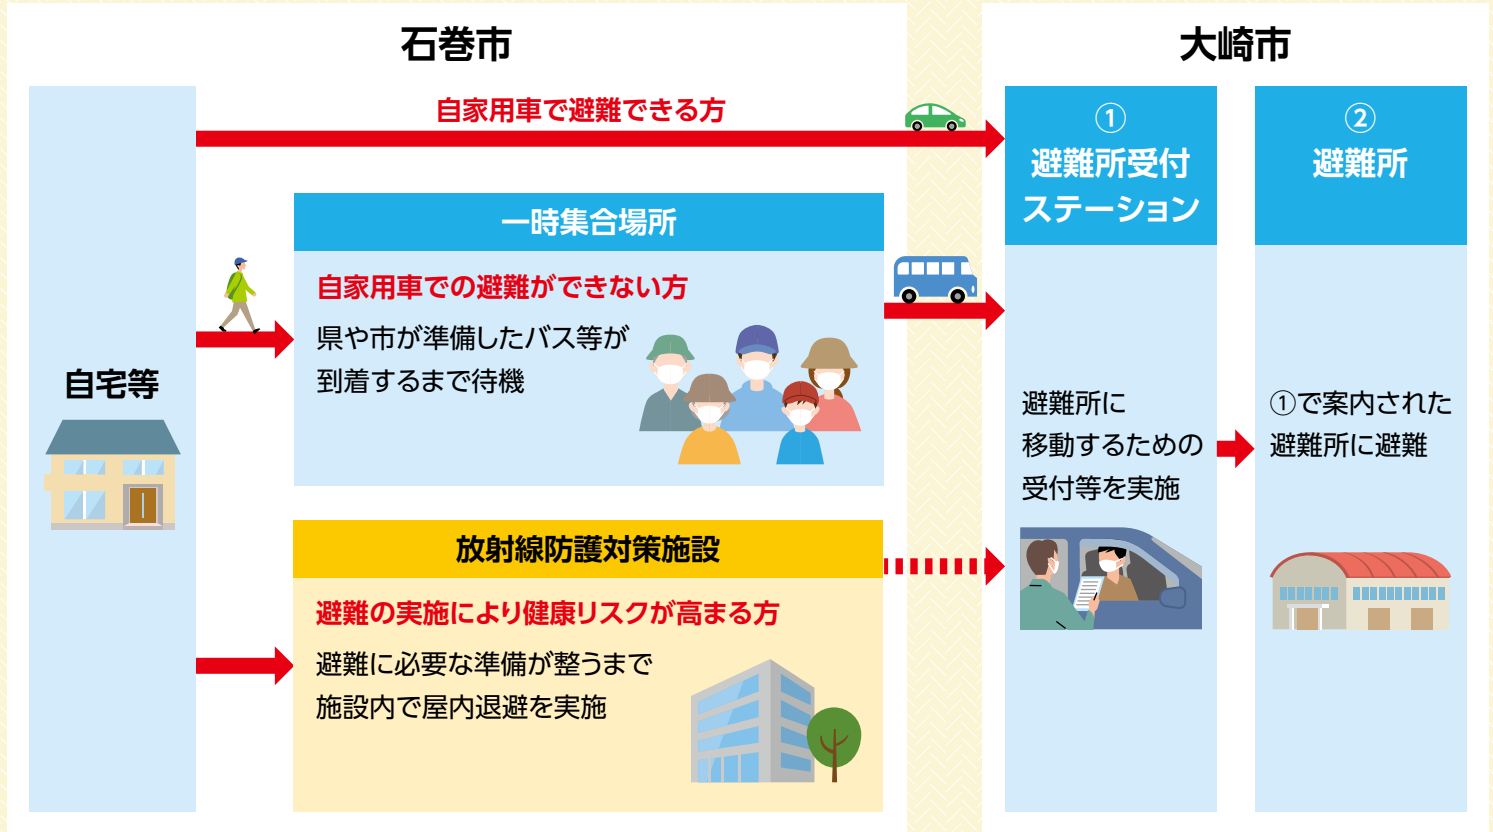 石巻市
大崎市
自宅等
自家用車で避難できる方
一時集合場所
自家用車での避難ができない方
県や市が準備したバス等が
到着するまで待機
放射線防護対策施設
避難の実施により健康リスクが高まる方
避難に必要な準備が整うまで
施設内で屋内退避を実施
①
避難所受付
ステーション
避難所に
移動するための
受付等を実施
②
避難所
①で案内された
避難所に避難